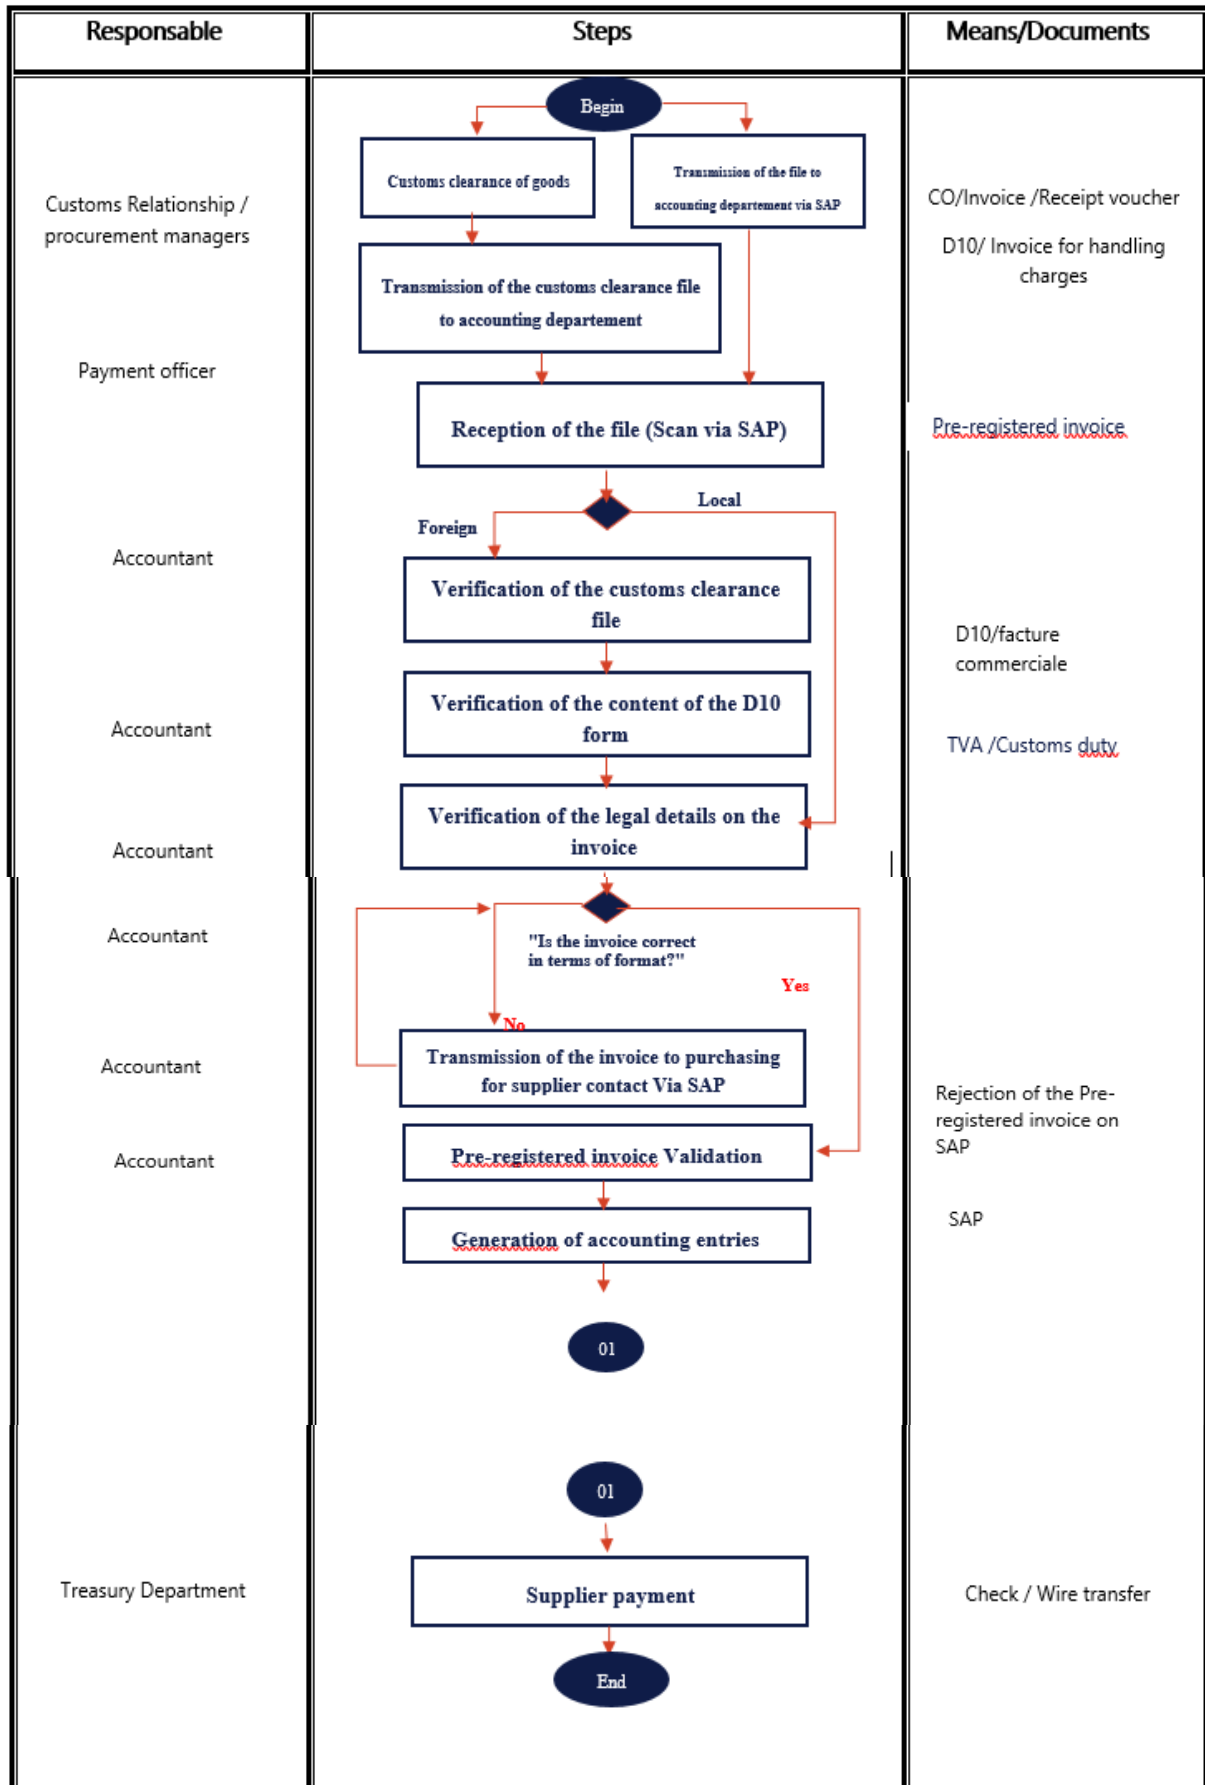 Responsable
Steps
Means/Documents
Begin
Customs clearance of goods
Transmission of the file to
accounting departement via SAP
Customs Relationship /
procurement managers
CO/Invoice /Receipt voucher
D10/ Invoice for handling
charges
Transmission of the customs clearance file
to accounting departement
Payment officer
Reception of the file (Scan via SAP)
Pre-registered invoice
Local
Foreign
Accountant
Verification of the customs clearance
file
D10/facture
commerciale
Accountant
Verification of the content of the D10
form
TVA /Customs duty
Accountant
Verification of the legal details on the
invoice
Accountant
"Is the invoice correct
in terms of format?"
Yes
No
Accountant
Transmission of the invoice to purchasing
for supplier contact Via SAP
Rejection of the Pre-
registered invoice on
SAP
Accountant
Pre-registered invoice Validation
SAP
Generation of accounting entries
01
01
Treasury Department
Supplier payment
Check / Wire transfer
End